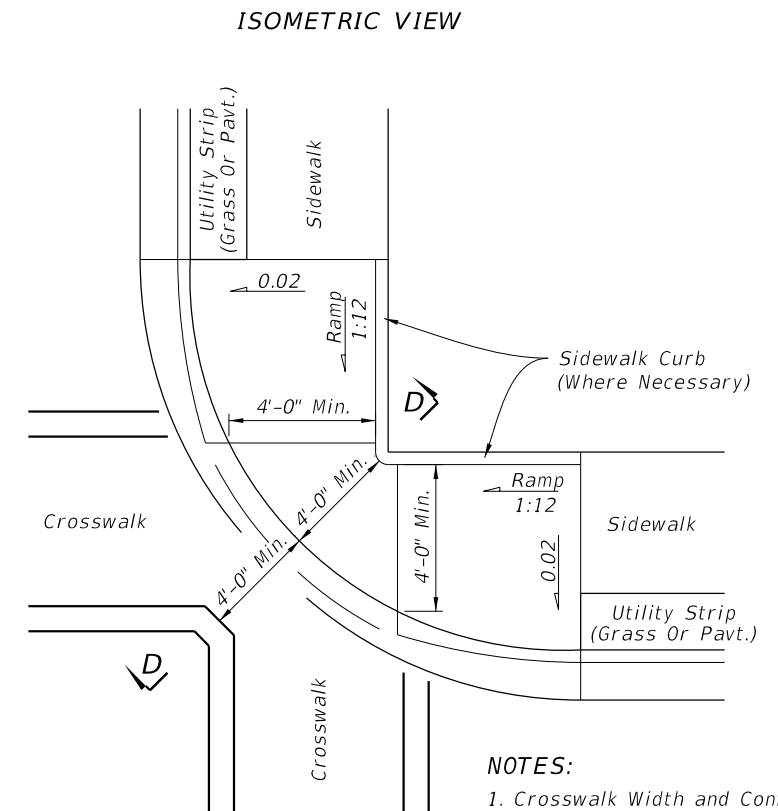 ISOMETRIC VIEW
Utility Strip
(Grass Or Pavt.)
Sidewalk
0.02
Ramp
1:12
Sidewalk Curb
(Where Necessary)
4'-0" Min.
D
4'-0" Min.
Ramp
1:12
Crosswalk
4'-0" Min.
Sidewalk
4'-0" Min.
0.02
Utility Strip
(Grass Or Pavt.)
D
Crosswalk
NOTES:
1. Crosswalk Width and